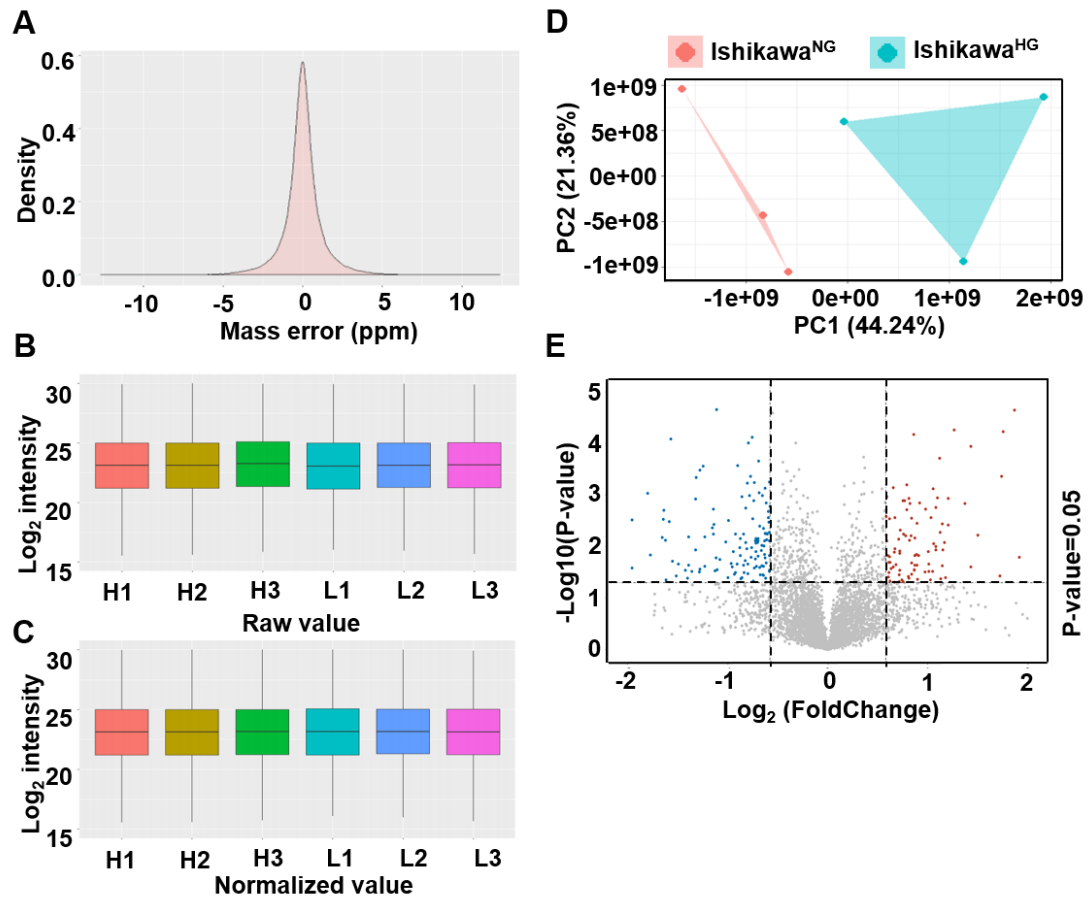 A
0.6
0.4
0.2
0.0
Density
-10 -5 0 5 10
Mass error (ppm)
B
30
25
20
15
Log2 intensity
H1 H2 H3 L1 L2 L3
Raw value
C
30
25
20
15
Log2 intensity
H1 H2 H3 L1 L2 L3
Normalized value
D
IshikawaNG IshikawaHG
1e+09
5e+08
0e+00
-5e+08
-1e+09
PC2 (21.36%)
-1e+09 0e+00 1e+09 2e+09
PC1 (44.24%)
E
5
4
3
2
1
0
-Log10(P-value)
P-value=0.05
-2 -1 0 1 2
Log2 (FoldChange)